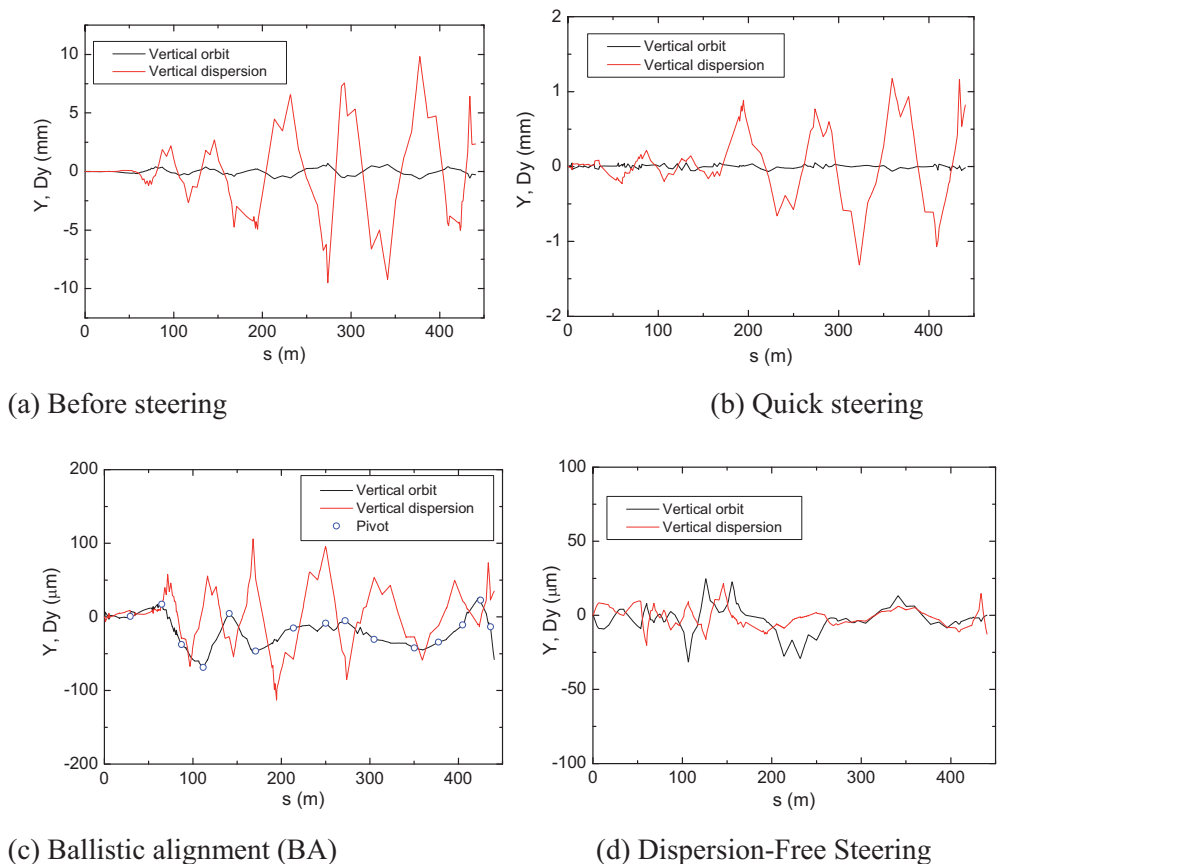 Vertical orbit
Vertical dispersion
10
5
0
-5
-10
Y, Dy (mm)
0 100 200 300 400
s (m)
(a) Before steering
Vertical orbit
Vertical dispersion
2
1
0
-1
-2
Y, Dy (mm)
0 100 200 300 400
s (m)
(b) Quick steering
Vertical orbit
Vertical dispersion
Pivot
200
100
0
-100
-200
Y, Dy (μm)
0 100 200 300 400
s (m)
(c) Ballistic alignment (BA)
Vertical orbit
Vertical dispersion
100
50
0
-50
-100
Y, Dy (μm)
0 100 200 300 400
s (m)
(d) Dispersion-Free Steering